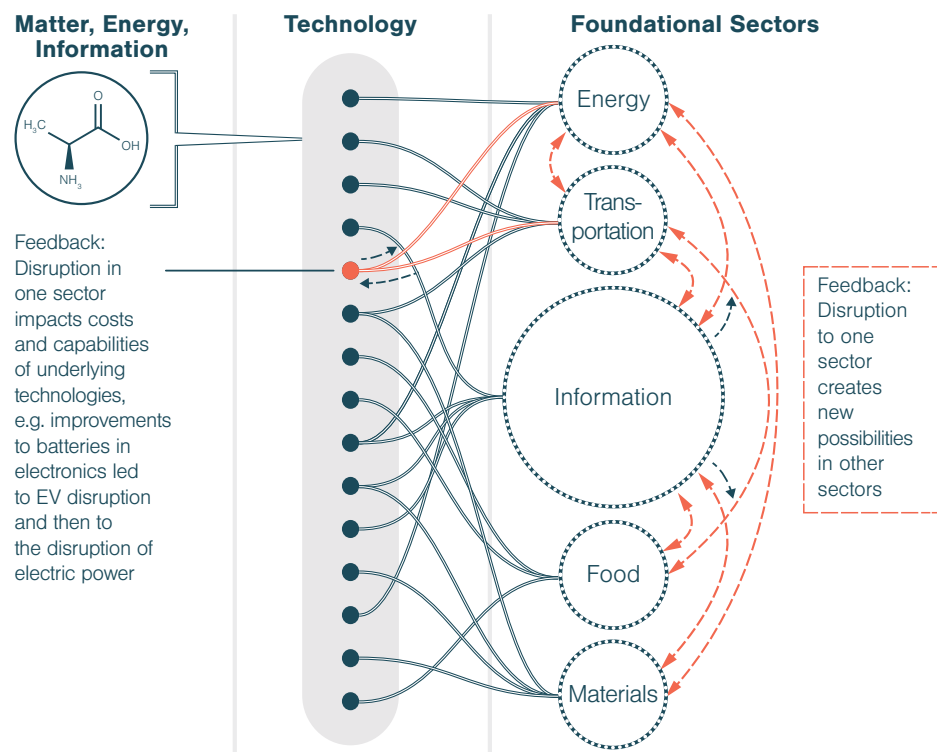 Matter, Energy,
Information
Technology
Foundational Sectors
O
H₃C
OH
NH₃
Feedback:
Disruption in
one sector
impacts costs
and capabilities
of underlying
technologies,
e.g. improvements
to batteries in
electronics led
to EV disruption
and then to
the disruption of
electric power
Energy
Trans-
portation
Information
Food
Materials
Feedback:
Disruption
to one
sector
creates
new
possibilities
in other
sectors